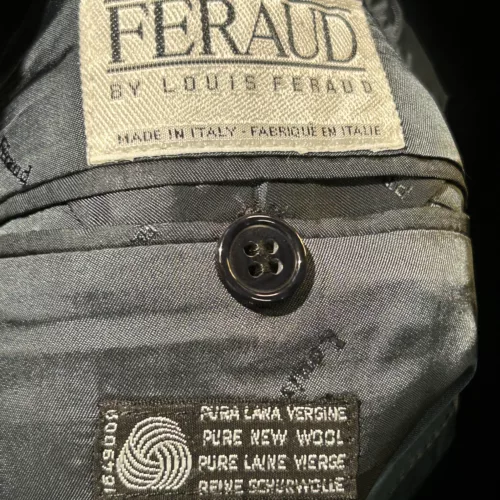 FERAUD
BY LOUIS FERAUD
MADE IN ITALY - FABRIQUÉ EN ITALIE
PURA LANA VERGINE
PURE NEW WOOL
PURE LAINE VIERGE
REINE SCHURWOLLE